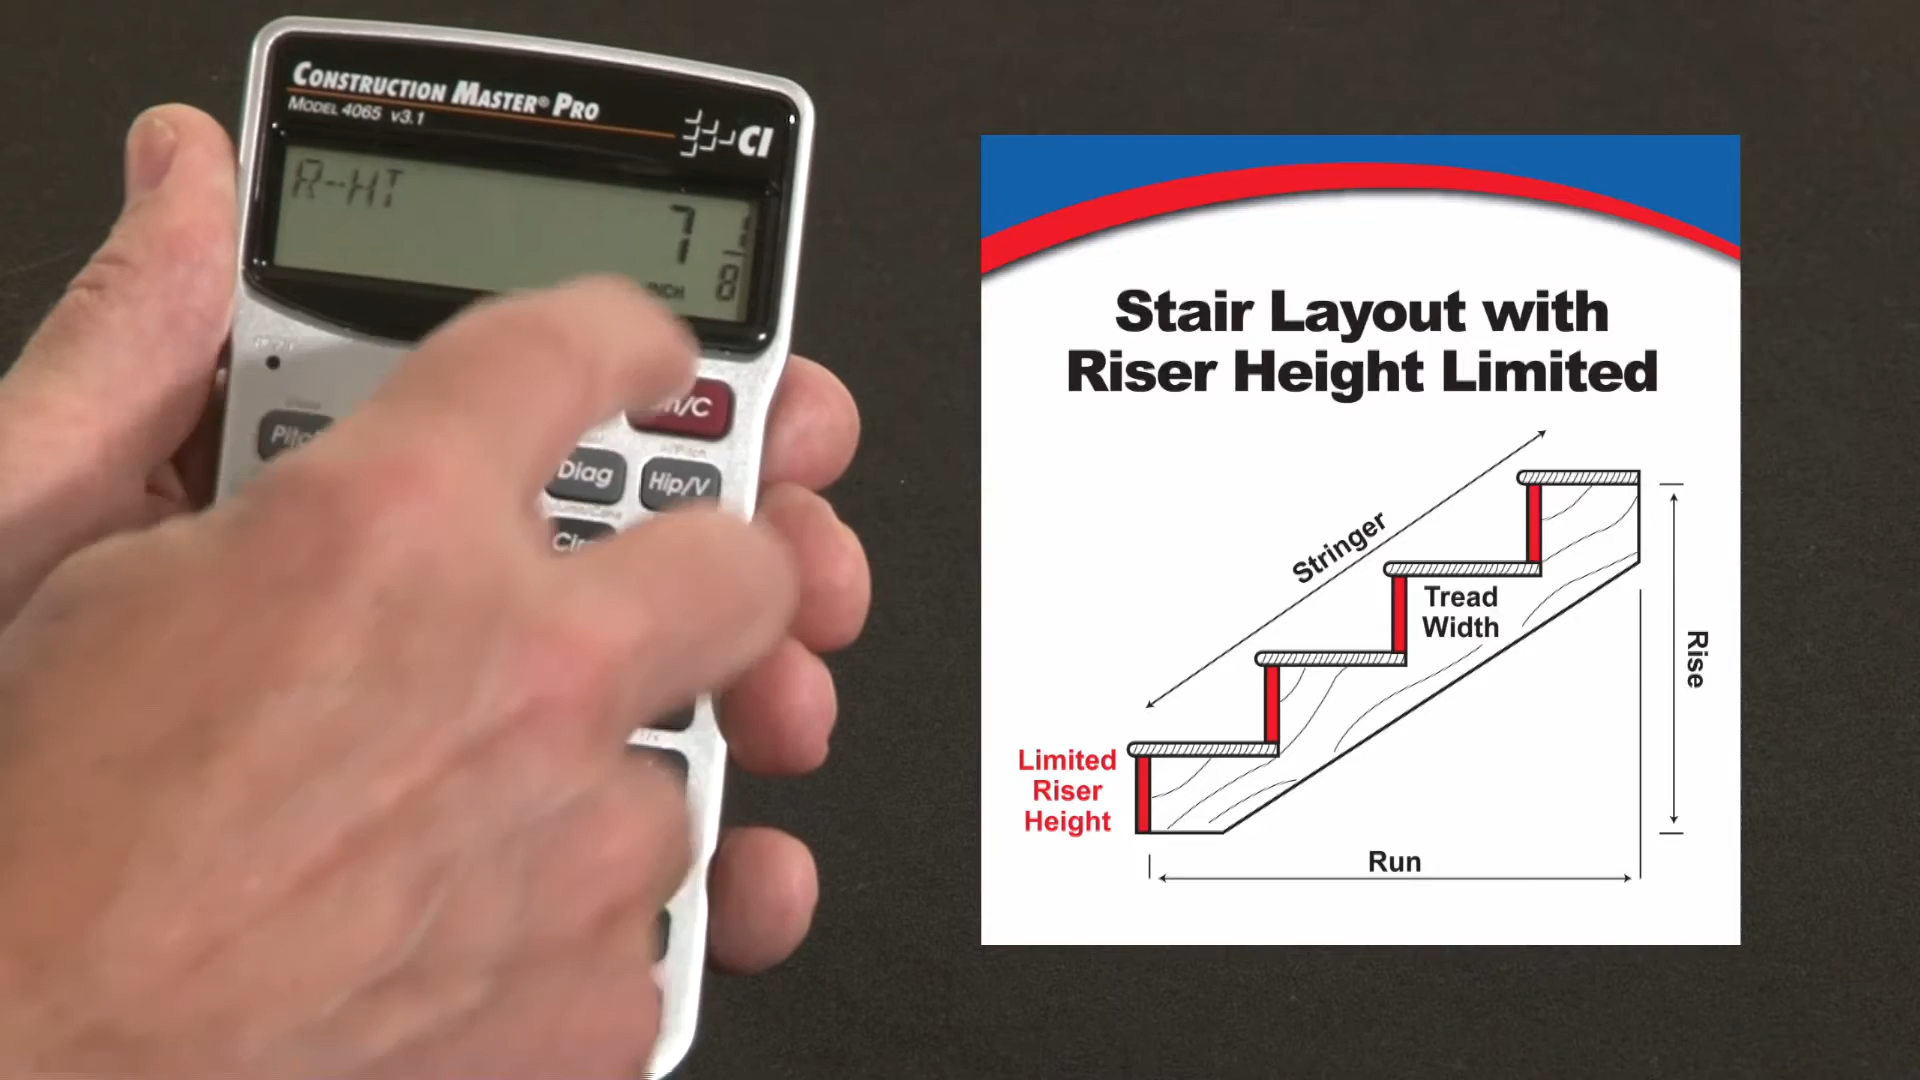 CONSTRUCTION MASTER® PRO
MODEL 4065 v3.1
CI
R-HT
7
8
INCH
Diag
Hip/V
Stair Layout with
Riser Height Limited
Stringer
Tread
Width
Rise
Limited
Riser
Height
Run